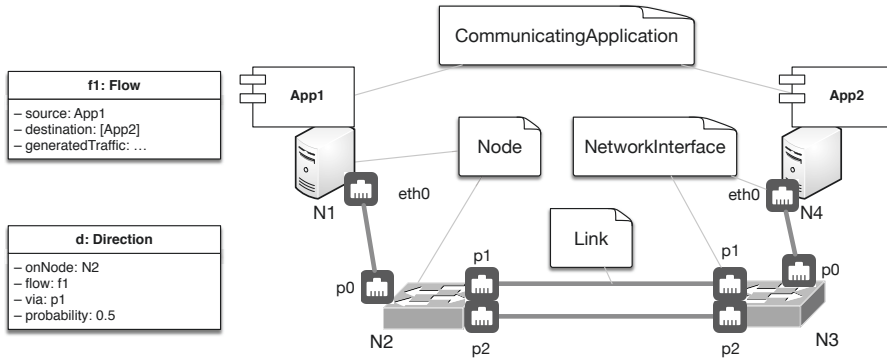 CommunicatingApplication
f1: Flow
– source: App1
– destination: [App2]
– generatedTraffic: …
App1
App2
Node
NetworkInterface
eth0
eth0
N1
N4
d: Direction
– onNode: N2
– flow: f1
– via: p1
– probability: 0.5
Link
p0
p1
p1
p0
N2
p2
p2
N3